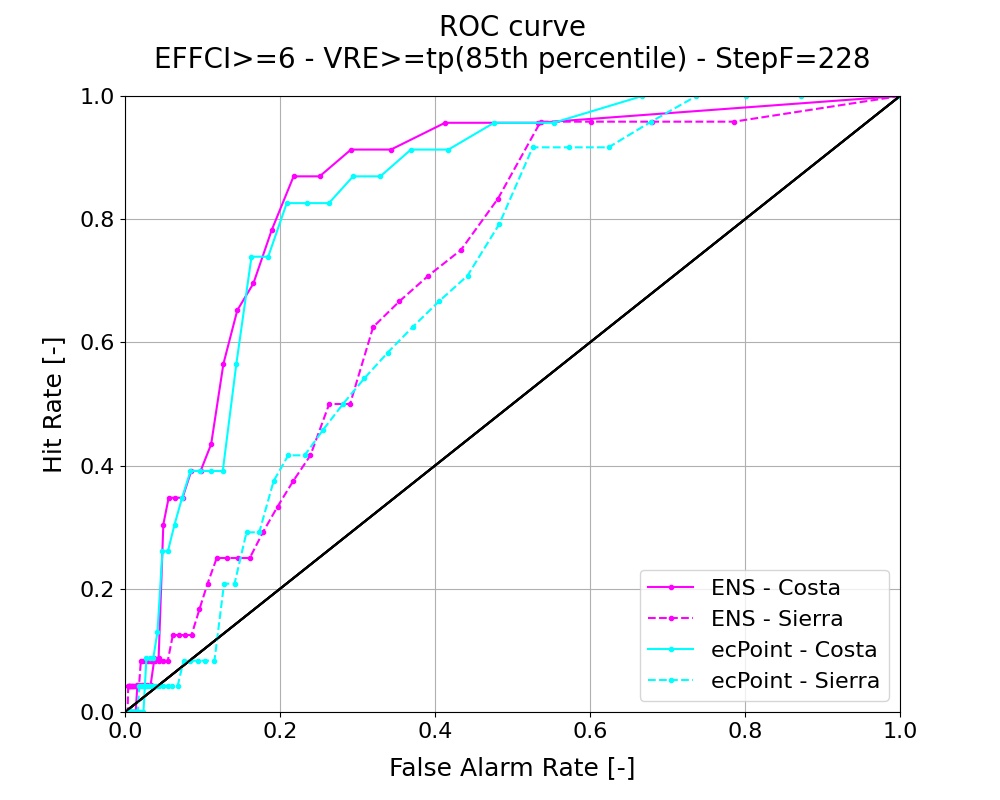 ROC curve
EFFCI>=6 - VRE>=tp(85th percentile) - StepF=228
1.0
0.8
0.6
0.4
0.2
0.0
Hit Rate [-]
0.0 0.2 0.4 0.6 0.8 1.0
False Alarm Rate [-]
ENS - Costa
ENS - Sierra
ecPoint - Costa
ecPoint - Sierra